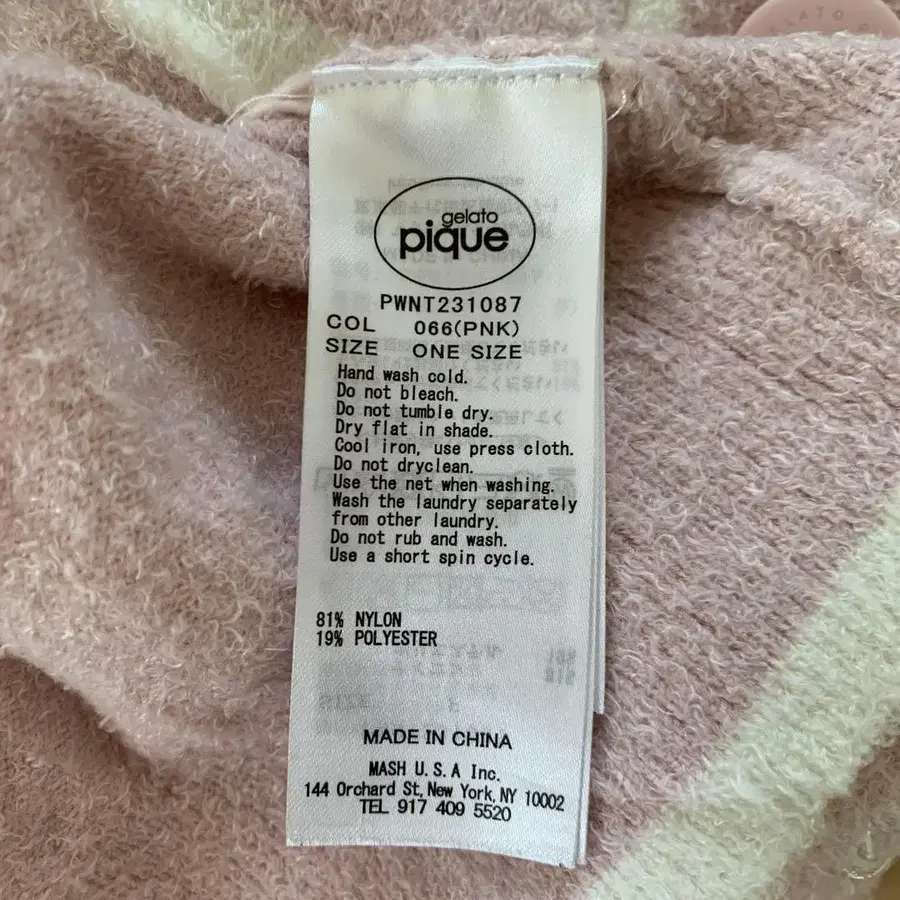 gelato
pique
PWNT231087
COL 066(PNK)
SIZE ONE SIZE
Hand wash cold.
Do not bleach.
Do not tumble dry.
Dry flat in shade.
Cool iron, use press cloth.
Do not dryclean.
Use the net when washing.
Wash the laundry separately
from other laundry.
Do not rub and wash.
Use a short spin cycle.
81% NYLON
19% POLYESTER
MADE IN CHINA
MASH U.S.A Inc.
144 Orchard St, New York, NY 10002
TEL 917 409 5520